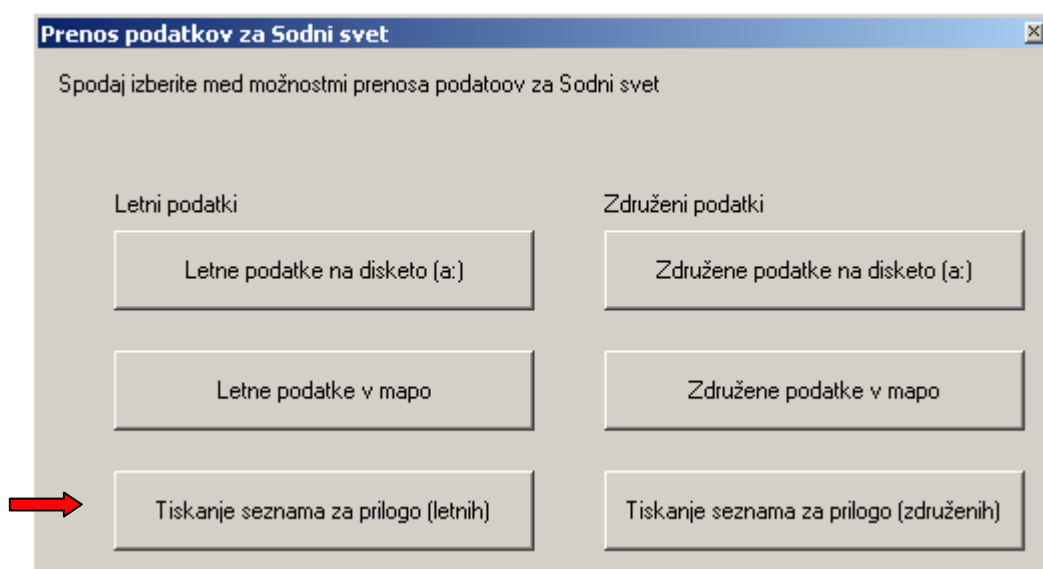 Prenos podatkov za Sodni svet
Spodaj izberite med možnostmi prenosa podatoov za Sodni svet
Letni podatki
Združeni podatki
Letne podatke na disketo (a:)
Združene podatke na disketo (a:)
Letne podatke v mapo
Združene podatke v mapo
Tiskanje seznama za prilogo (letnih)
Tiskanje seznama za prilogo (združenih)